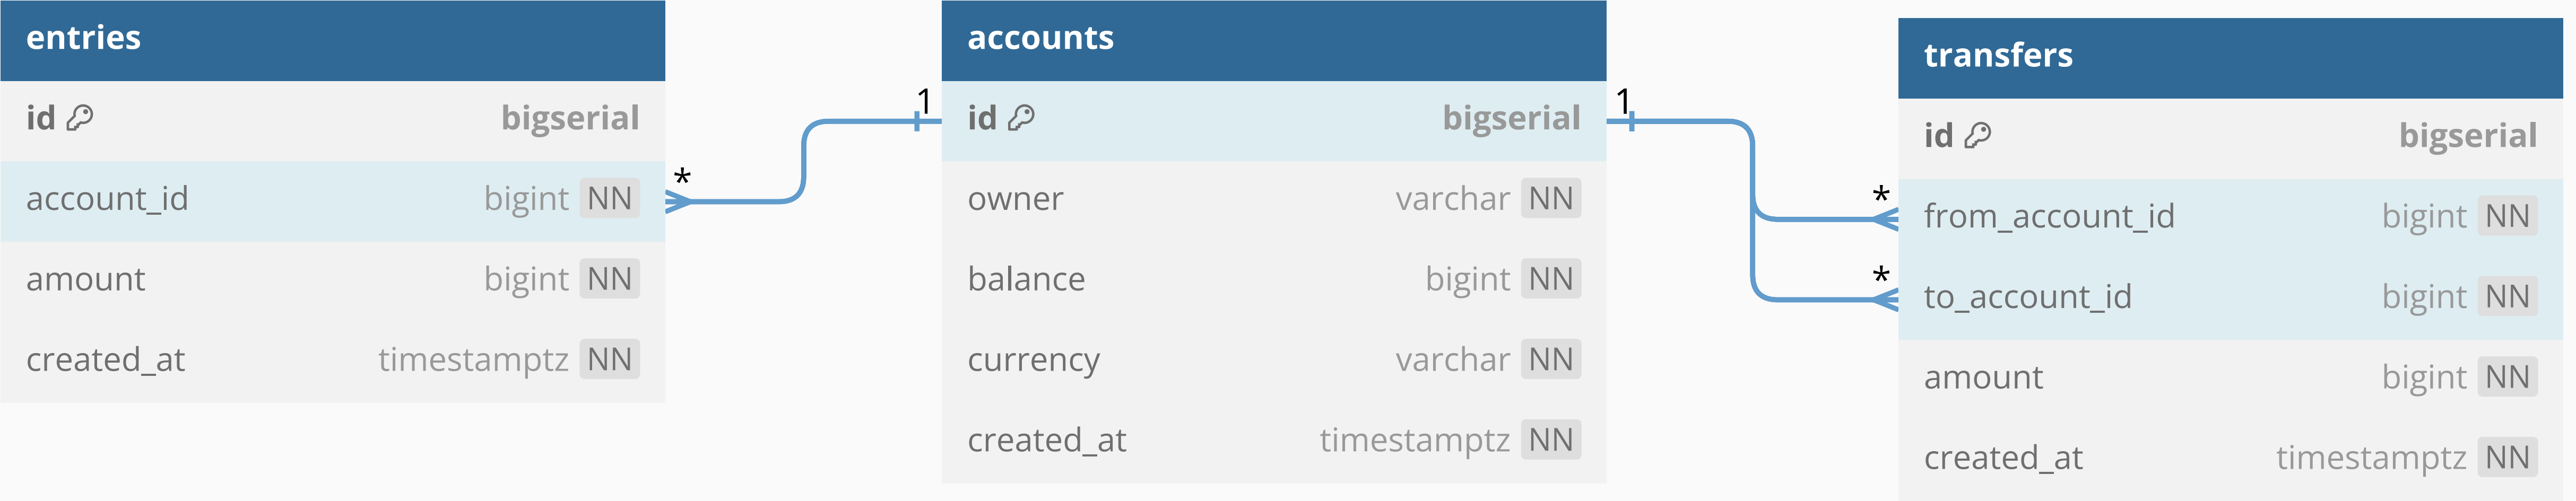 entries
id bigserial
account_id bigint NN
amount bigint NN
created_at timestamptz NN
*
1
accounts
id bigserial
owner varchar NN
balance bigint NN
currency varchar NN
created_at timestamptz NN
1
*
*
transfers
id bigserial
from_account_id bigint NN
to_account_id bigint NN
amount bigint NN
created_at timestamptz NN